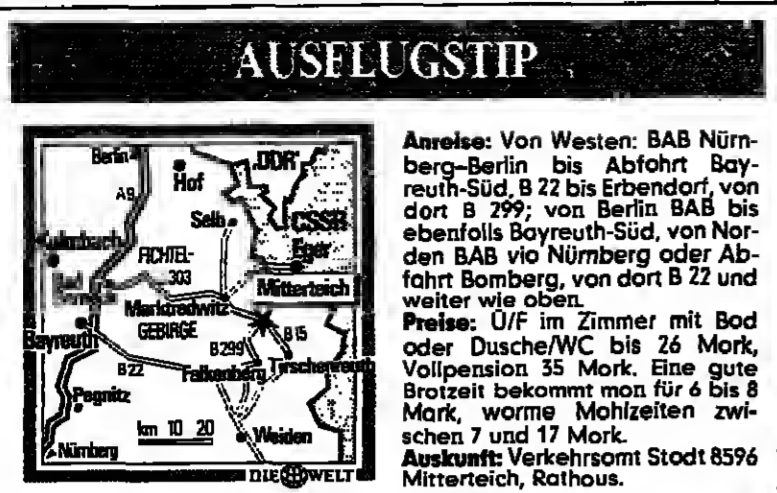 AUSFLUGSTIP
Berlin
A9
Hof
„DDR“
CSSR
Selb
Eger
Kulmbach
FICHTEL-
303
Bad
Mitterteich
Marktredwitz
GEBIRGE
Bayreuth
B 299
B 15
B 22
Falkenberg
Tirschenreuth
Pegnitz
km 10 20
Weiden
Nürnberg
DIE WELT
Anreise: Von Westen: BAB Nürn-
berg–Berlin bis Abfahrt Bay-
reuth-Süd, B 22 bis Erbendorf, von
dort B 299; von Berlin BAB bis
ebenfalls Bayreuth-Süd, von Nor-
den BAB via Nürnberg oder Ab-
fahrt Bamberg, von dort B 22 und
weiter wie oben.
Preise: Ü/F im Zimmer mit Bad
oder Dusche/WC bis 26 Mark,
Vollpension 35 Mark. Eine gute
Brotzeit bekommt man für 6 bis 8
Mark, warme Mahlzeiten zwi-
schen 7 und 17 Mark.
Auskunft: Verkehrsamt Stadt 8596
Mitterteich, Rathaus.